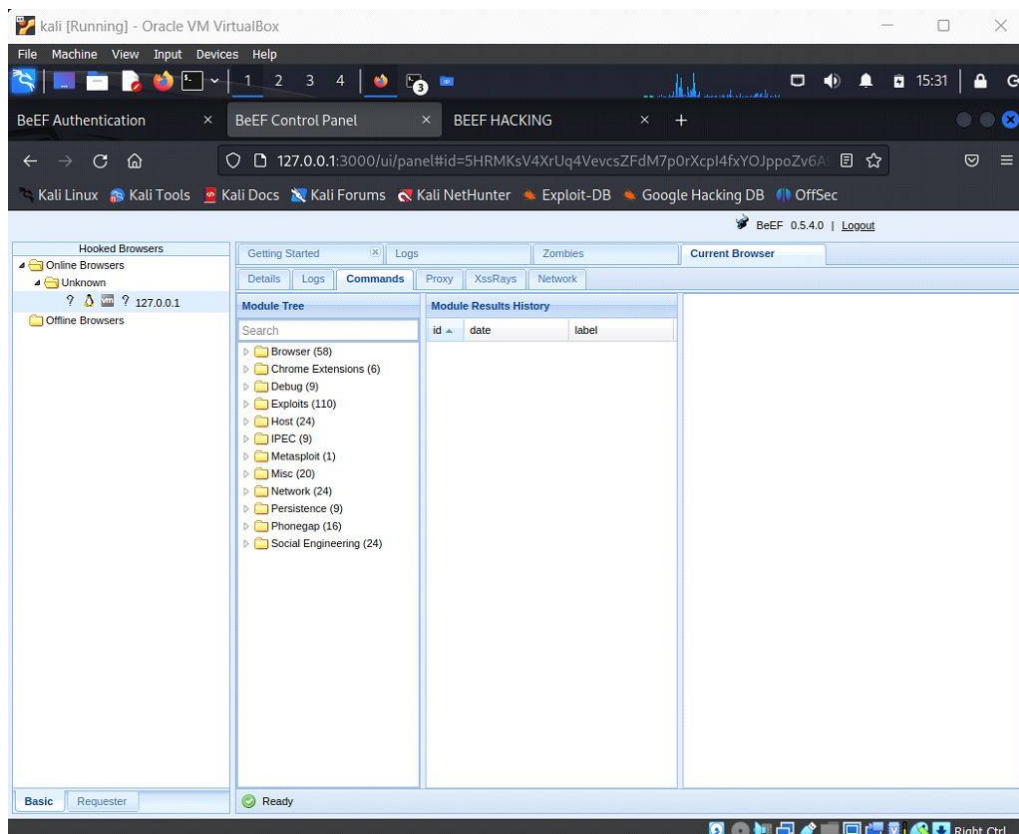 kali [Running] - Oracle VM VirtualBox
File Machine View Input Devices Help
1 2 3 4 3 15:31
BeEF Authentication × BeEF Control Panel × BEEF HACKING × +
127.0.0.1:3000/ui/panel#id=5HRMKsV4XrUq4VevcsZFdM7p0rXcpI4fxYOJppoZv6A
Kali Linux Kali Tools Kali Docs Kali Forums Kali NetHunter Exploit-DB Google Hacking DB OffSec
BeEF 0.5.4.0 | Logout
Hooked Browsers
Online Browsers
Unknown
? ? 127.0.0.1
Offline Browsers
Getting Started Logs Zombies Current Browser
Details Logs Commands Proxy XssRays Network
Module Tree
Search
Browser (58)
Chrome Extensions (6)
Debug (9)
Exploits (110)
Host (24)
IPEC (9)
Metasploit (1)
Misc (20)
Network (24)
Persistence (9)
Phonegap (16)
Social Engineering (24)
Module Results History
id date label
Basic Requester
Ready
Right Ctrl